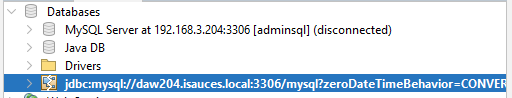 Databases
MySQL Server at 192.168.3.204:3306 [adminsql] (disconnected)
Java DB
Drivers
jdbc:mysql://daw204.isauces.local:3306/mysql?zeroDateTimeBehavior=CONVER